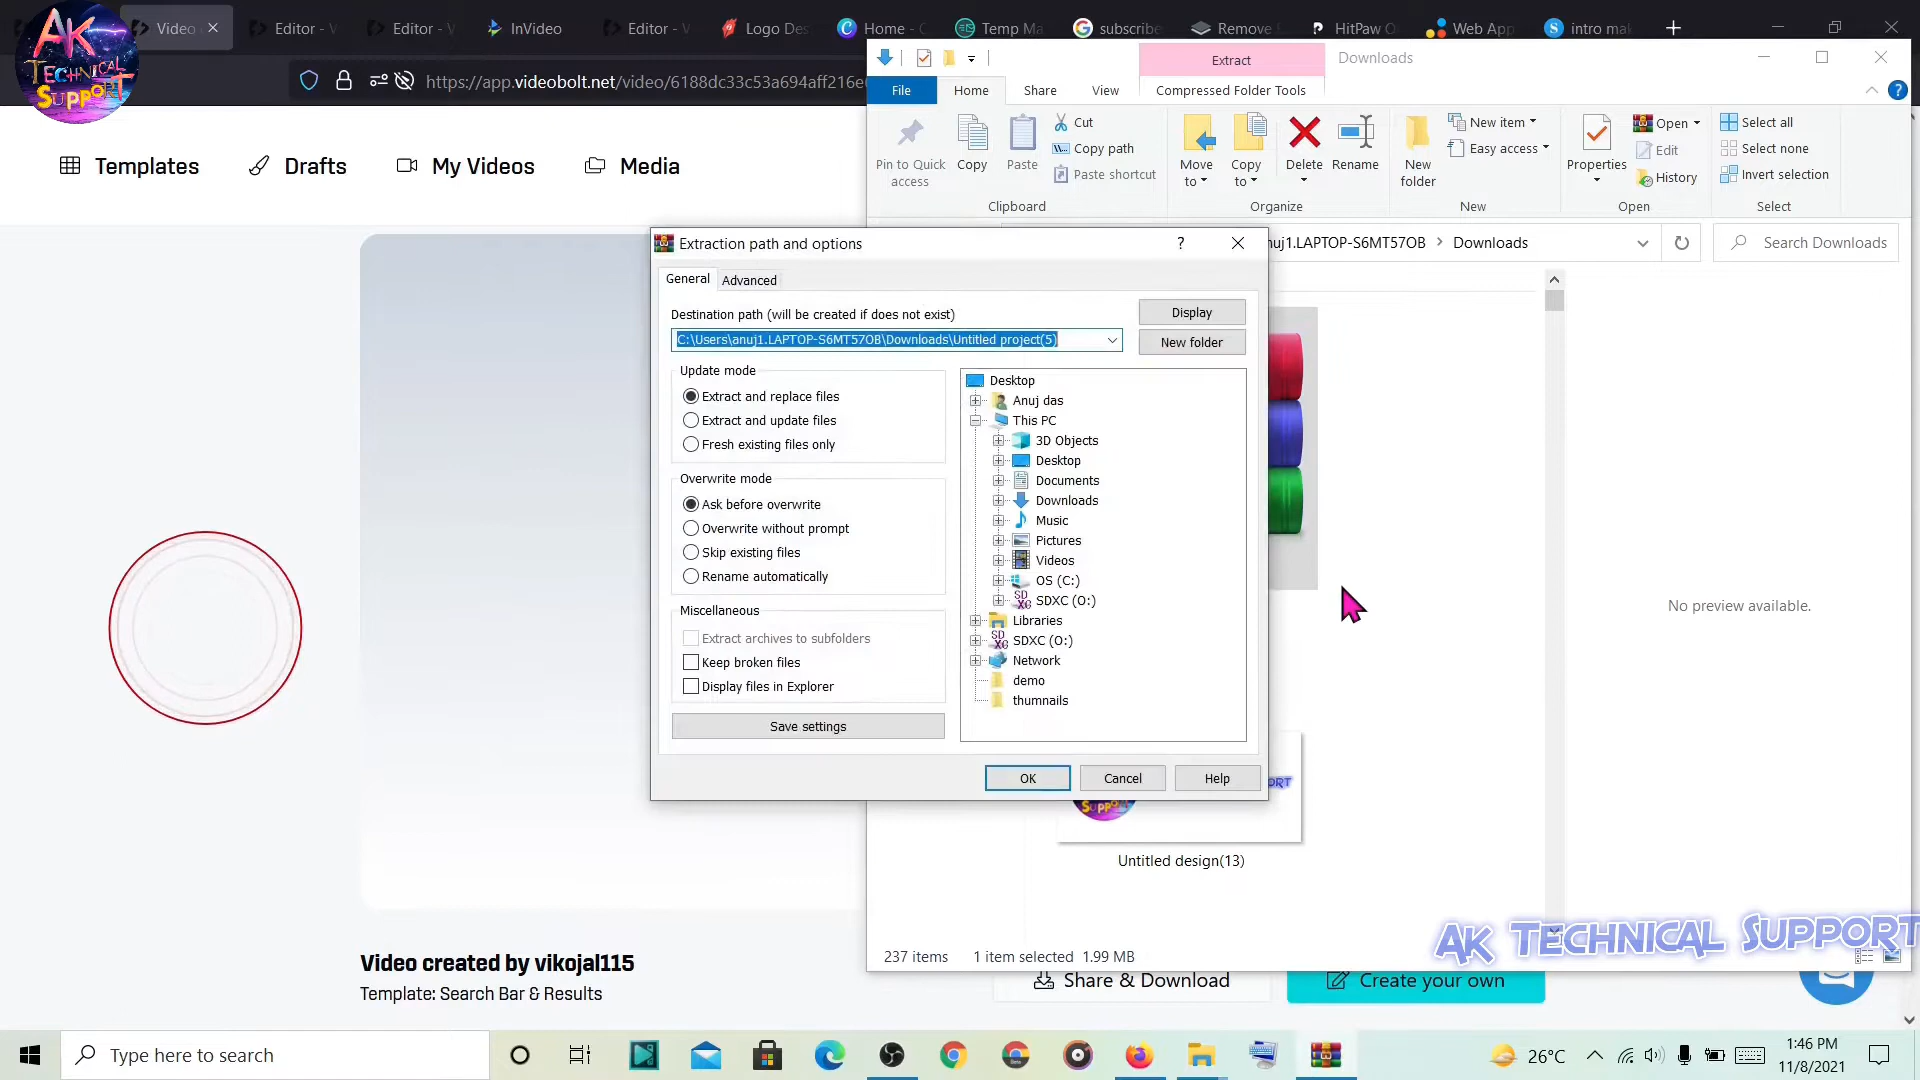 AK
TECHNICAL
SUPPORT
Video
Editor - V
Editor - V
InVideo
Editor - V
Logo Des
Home - C
Temp Ma
subscribe
Remove
HitPaw O
Web App
intro mak
https://app.videobolt.net/video/6188dc33c53a694aff216e
Templates
Drafts
My Videos
Media
Extract
Downloads
File
Home
Share
View
Compressed Folder Tools
Pin to Quick
access
Copy
Paste
Cut
Copy path
Paste shortcut
Clipboard
Move
to
Copy
to
Delete
Rename
Organize
New
folder
New item
Easy access
New
Properties
Open
Edit
History
Open
Select all
Select none
Invert selection
Select
nuj1.LAPTOP-S6MT57OB
Downloads
Search Downloads
Extraction path and options
?
General
Advanced
Destination path (will be created if does not exist)
Display
C:\Users\anuj1.LAPTOP-S6MT57OB\Downloads\Untitled project(5)
New folder
Update mode
Extract and replace files
Extract and update files
Fresh existing files only
Overwrite mode
Ask before overwrite
Overwrite without prompt
Skip existing files
Rename automatically
Miscellaneous
Extract archives to subfolders
Keep broken files
Display files in Explorer
Save settings
Desktop
Anuj das
This PC
3D Objects
Desktop
Documents
Downloads
Music
Pictures
Videos
OS (C:)
SDXC (O:)
Libraries
SDXC (O:)
Network
demo
thumnails
OK
Cancel
Help
No preview available.
SUPPORT
ORT
Untitled design(13)
237 items
1 item selected 1.99 MB
AK TECHNICAL SUPPORT
Video created by vikojal115
Template: Search Bar & Results
Share & Download
Create your own
Type here to search
26°C
1:46 PM
11/8/2021